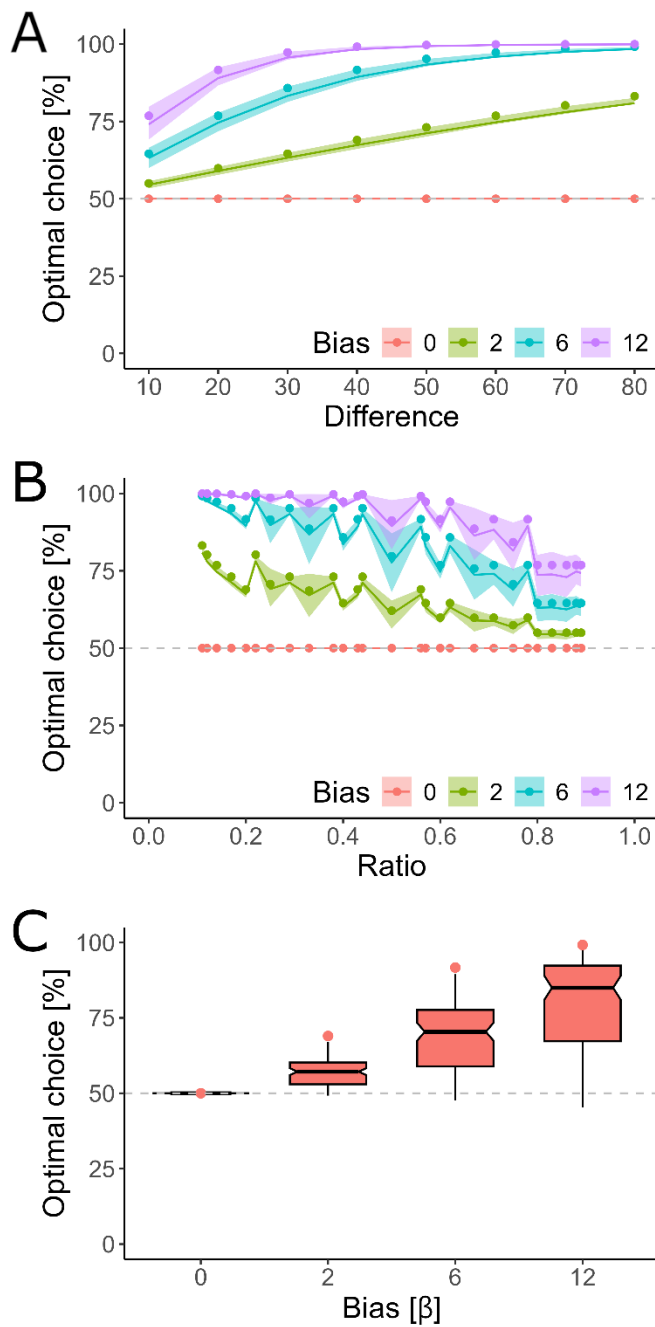 A
Optimal choice [%]
100
75
50
25
0
Bias 0 2 6 12
10 20 30 40 50 60 70 80
Difference
B
Optimal choice [%]
100
75
50
25
0
Bias 0 2 6 12
0.0 0.2 0.4 0.6 0.8 1.0
Ratio
C
Optimal choice [%]
100
75
50
25
0
0 2 6 12
Bias [β]